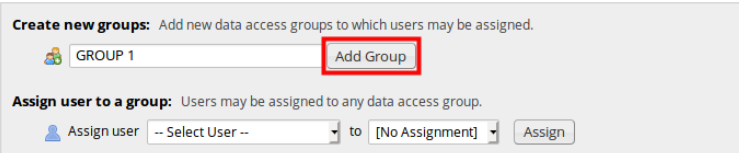 Create new groups: Add new data access groups to which users may be assigned.
GROUP 1 Add Group
Assign user to a group: Users may be assigned to any data access group.
Assign user -- Select User -- to [No Assignment] Assign